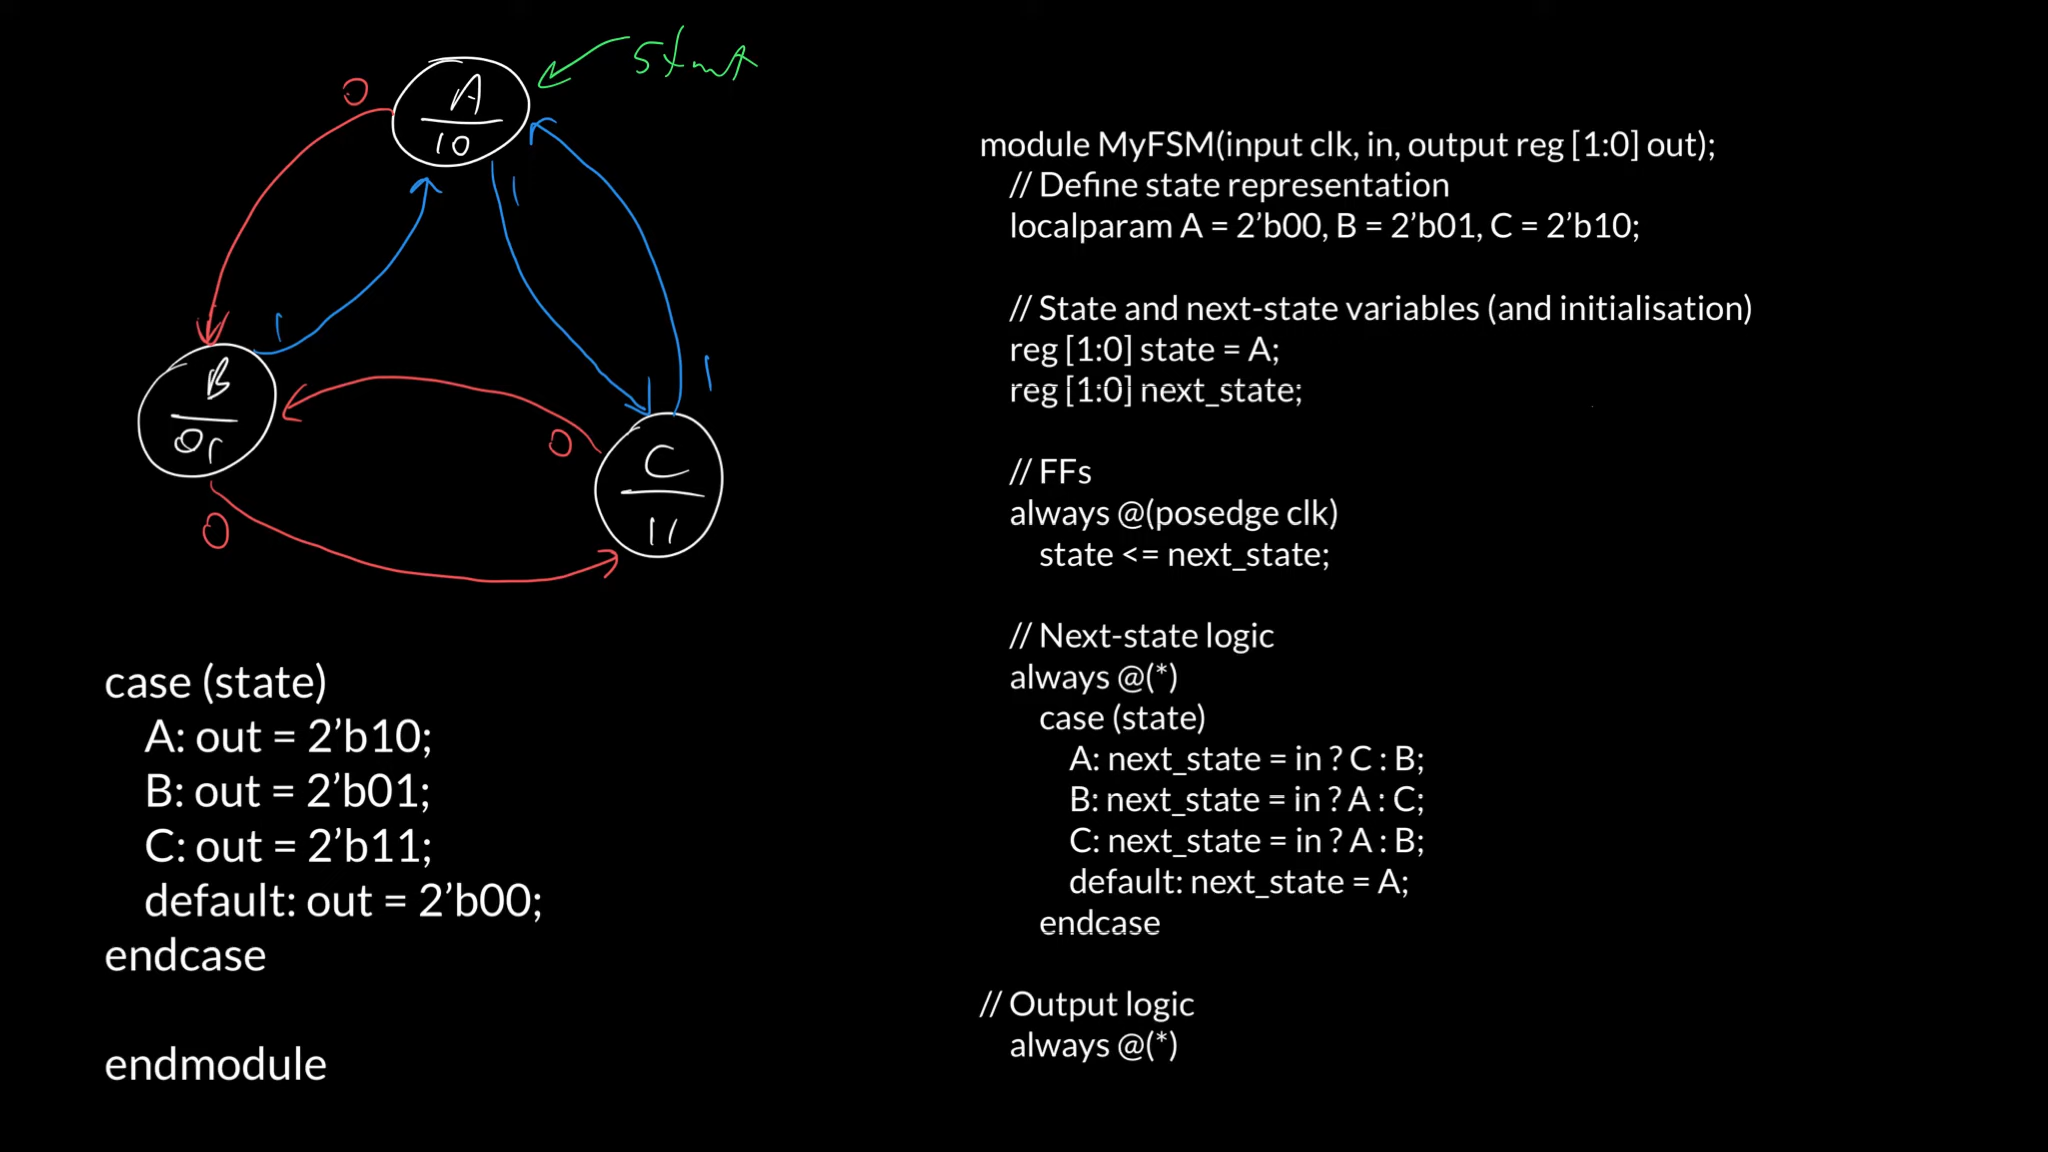 0
A
10
Start
1
1
1
B
01
0
C
11
0
case (state)
A: out = 2’b10;
B: out = 2’b01;
C: out = 2’b11;
default: out = 2’b00;
endcase
endmodule
module MyFSM(input clk, in, output reg [1:0] out);
// Define state representation
localparam A = 2’b00, B = 2’b01, C = 2’b10;
// State and next-state variables (and initialisation)
reg [1:0] state = A;
reg [1:0] next_state;
// FFs
always @(posedge clk)
state <= next_state;
// Next-state logic
always @(*)
case (state)
A: next_state = in ? C : B;
B: next_state = in ? A : C;
C: next_state = in ? A : B;
default: next_state = A;
endcase
// Output logic
always @(*)